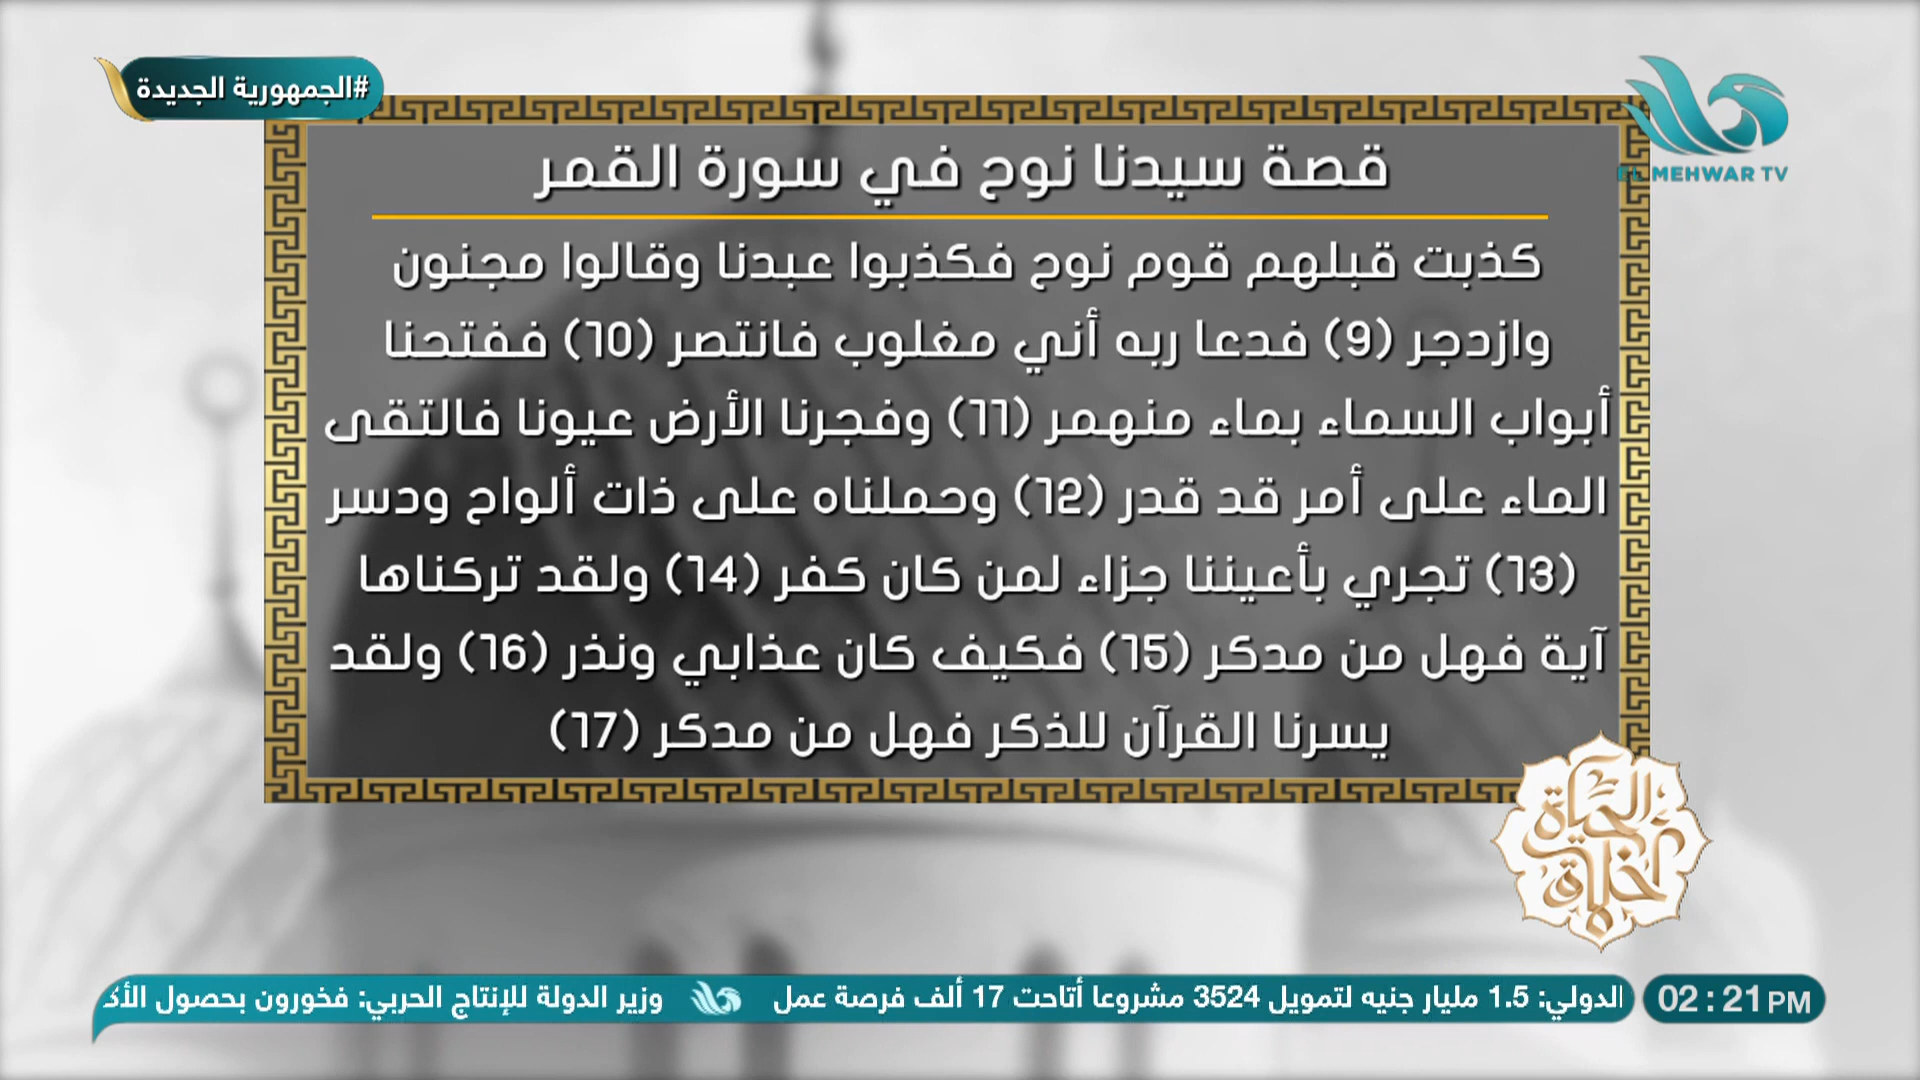 #الجمهورية الجديدة
EL MEHWAR TV
قصة سيدنا نوح في سورة القمر
كذبت قبلهم قوم نوح فكذبوا عبدنا وقالوا مجنون
وازدجر (9) فدعا ربه أني مغلوب فانتصر (10) ففتحنا
أبواب السماء بماء منهمر (11) وفجرنا الأرض عيونا فالتقى
الماء على أمر قد قدر (12) وحملناه على ذات ألواح ودسر
(13) تجري بأعيننا جزاء لمن كان كفر (14) ولقد تركناها
آية فهل من مدكر (15) فكيف كان عذابي ونذر (16) ولقد
يسرنا القرآن للذكر فهل من مدكر (17)
الحياة
أخلاق
الدولي: 1.5 مليار جنيه لتمويل 3524 مشروعا أتاحت 17 ألف فرصة عمل وزير الدولة للإنتاج الحربي: فخورون بحصول
02:21PM